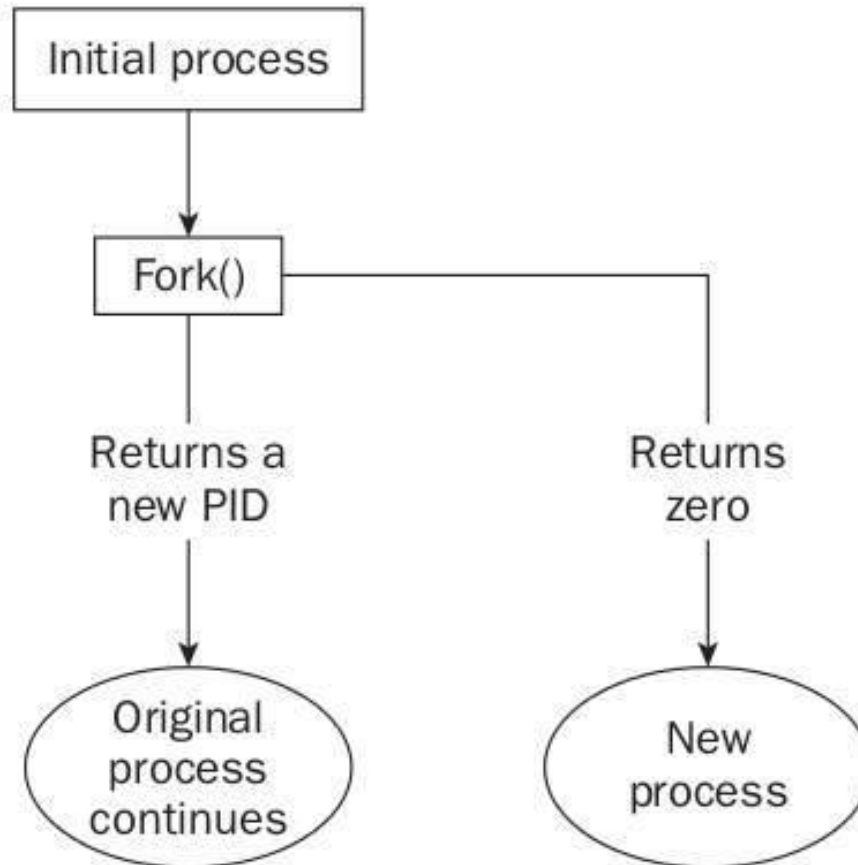 Initial process
Fork()
Returns a
new PID
Returns
zero
Original
process
continues
New
process